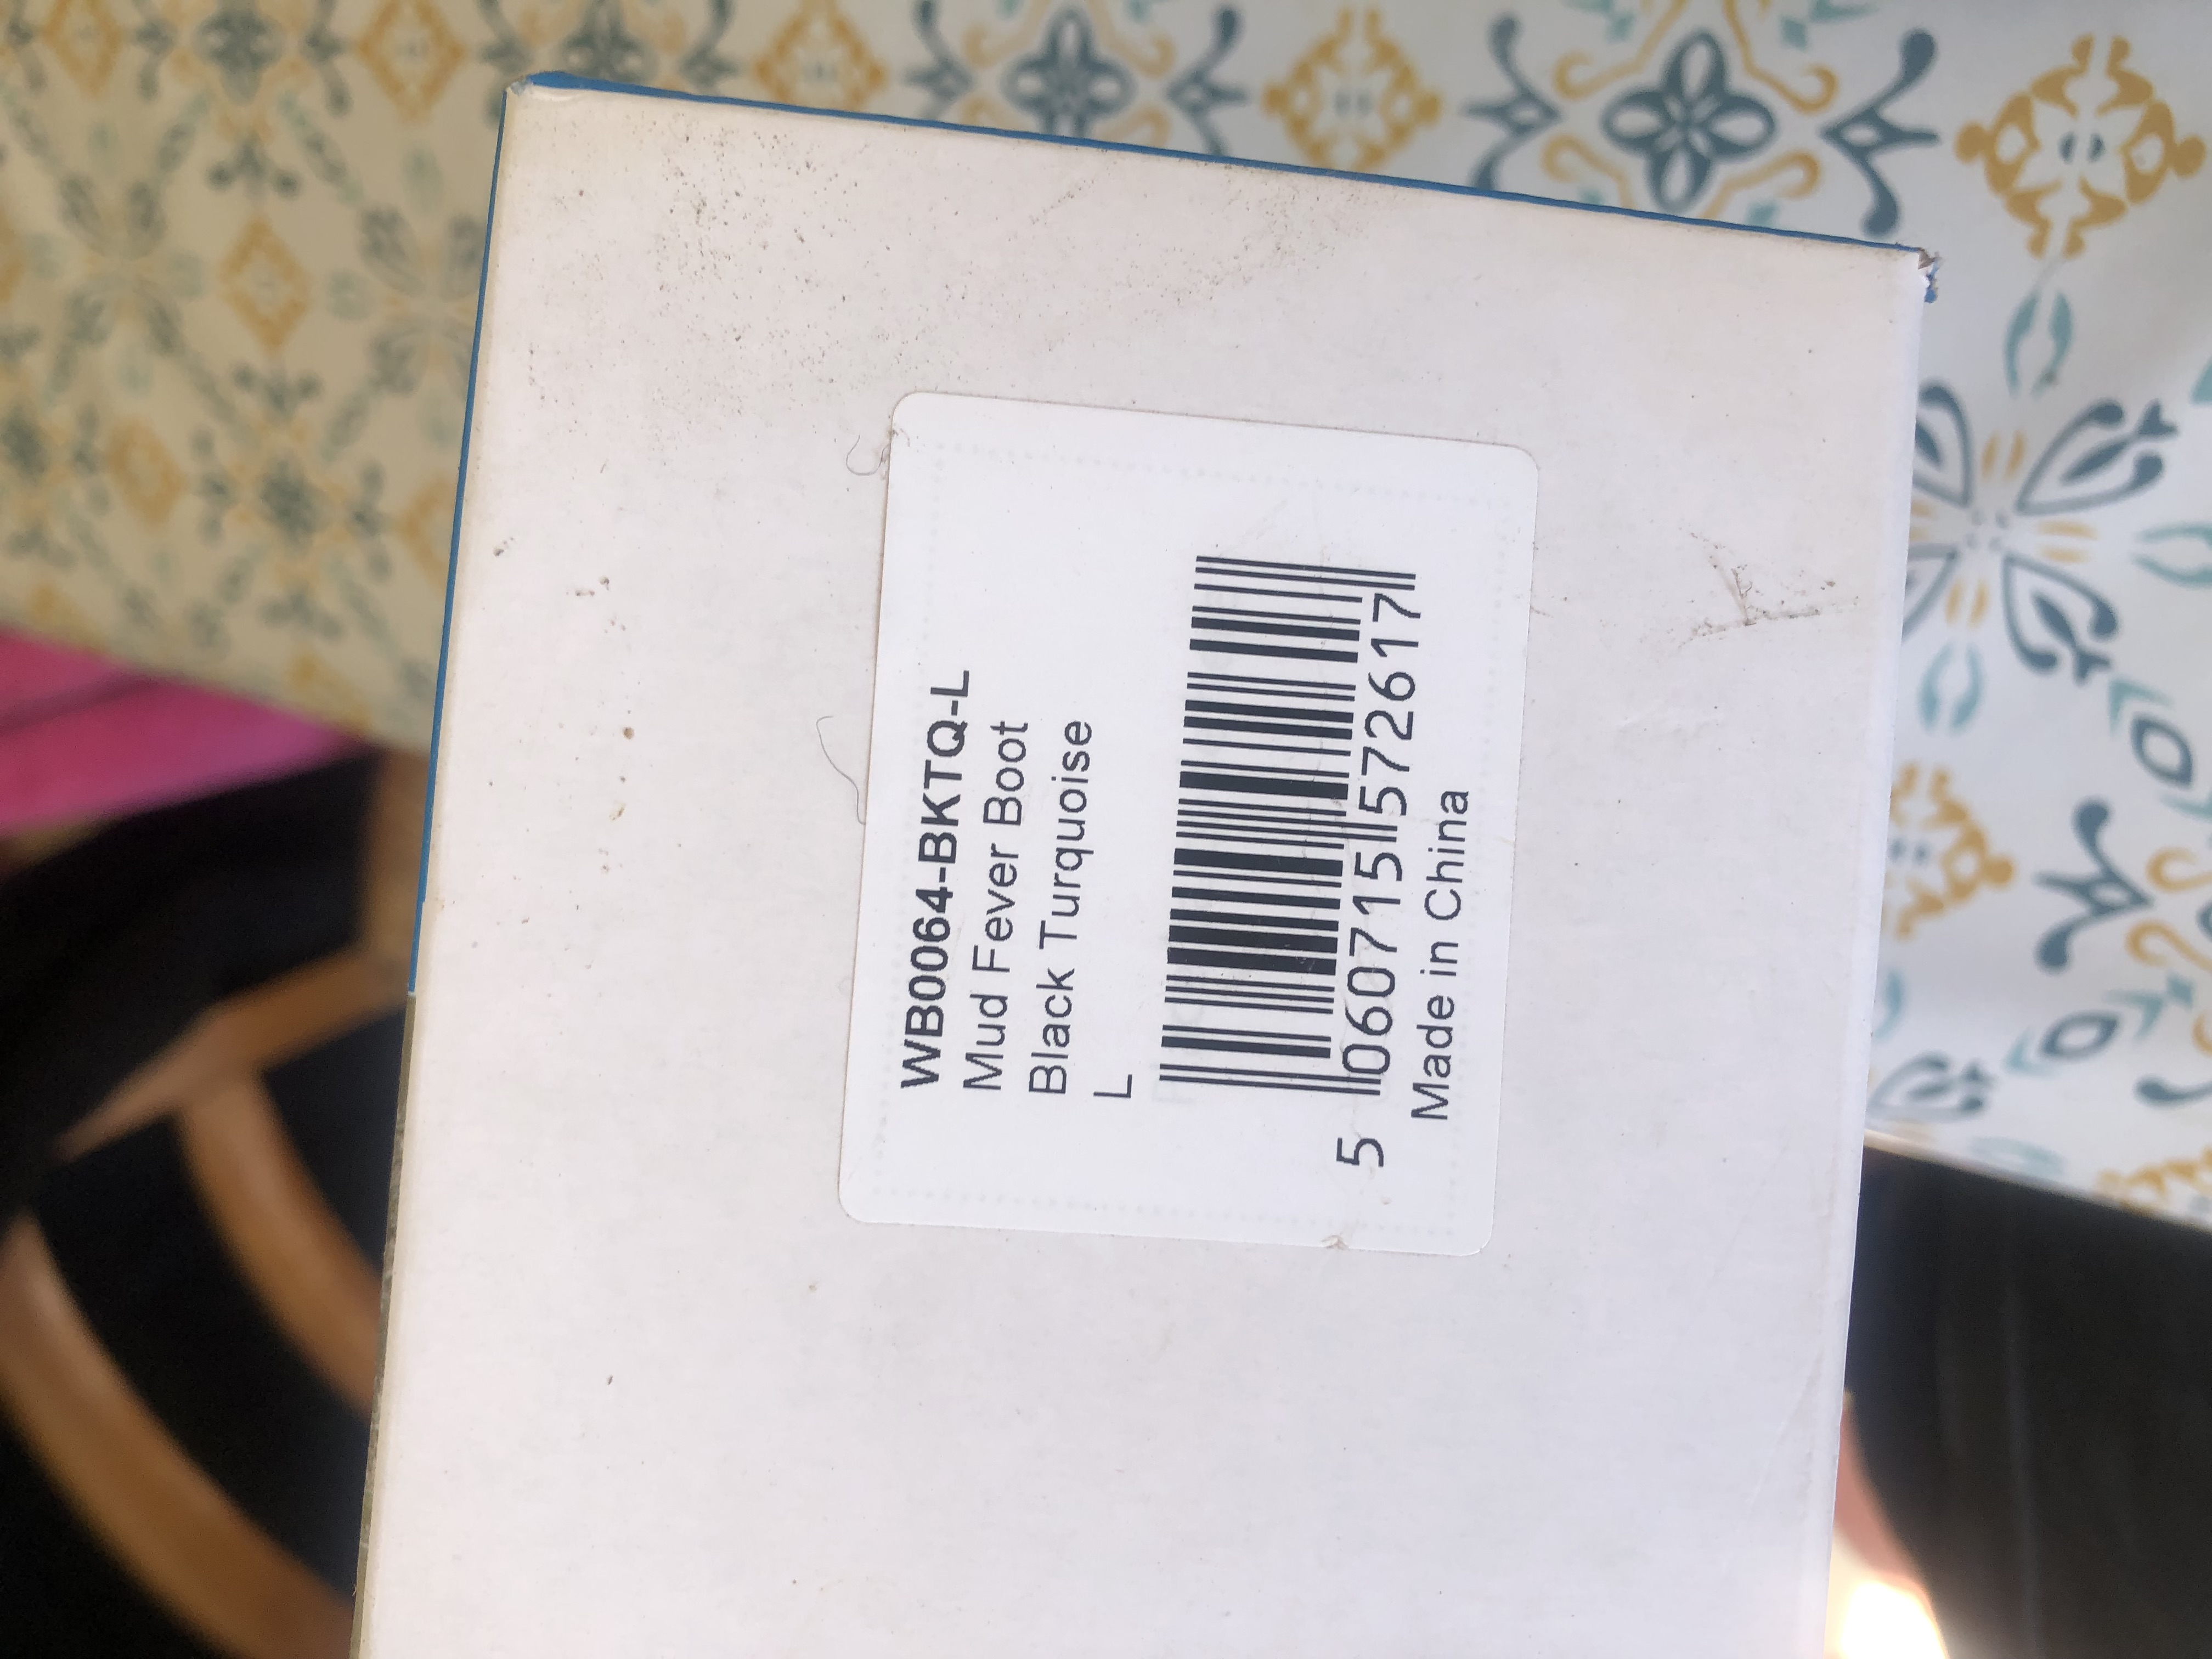 WB0064-BKTQ-L
Mud Fever Boot
Black Turquoise
L
5 060715 572617
Made in China